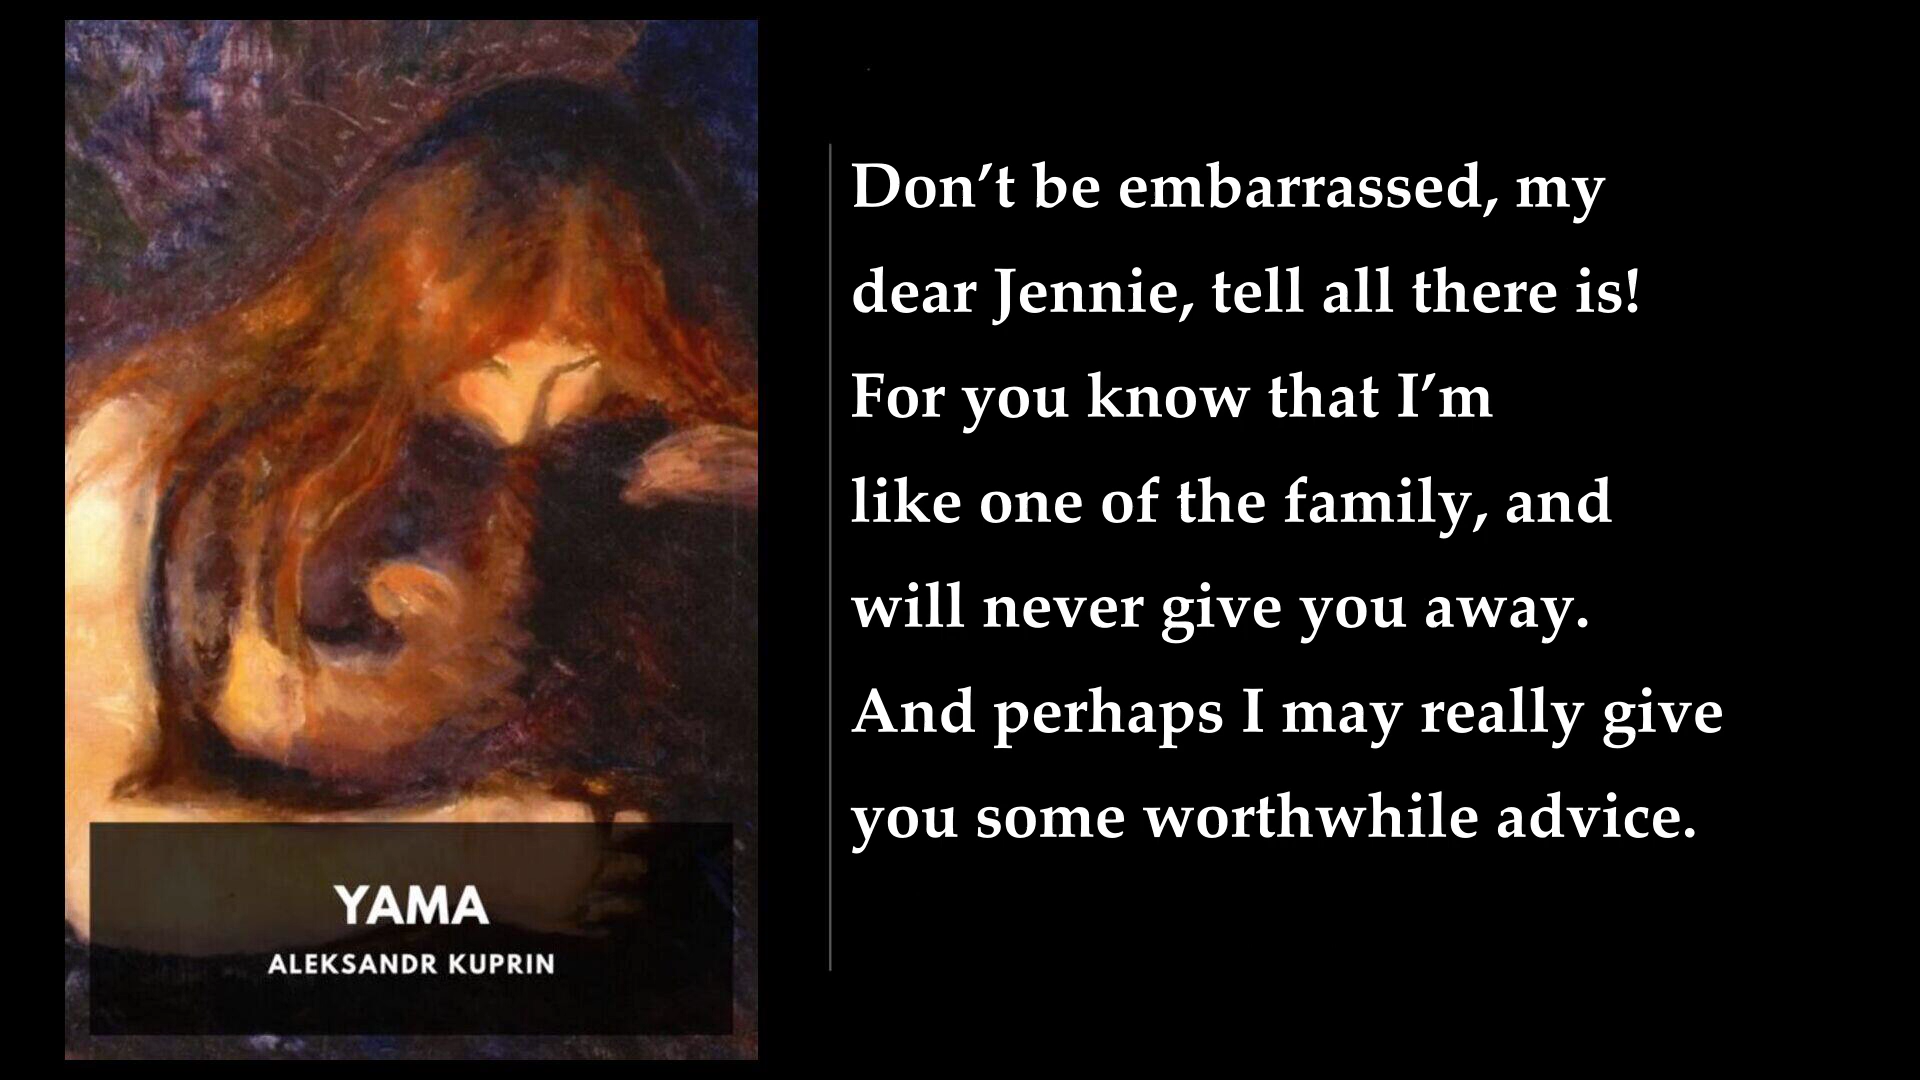 YAMA
ALEKSANDR KUPRIN
Don’t be embarrassed, my
dear Jennie, tell all there is!
For you know that I’m
like one of the family, and
will never give you away.
And perhaps I may really give
you some worthwhile advice.